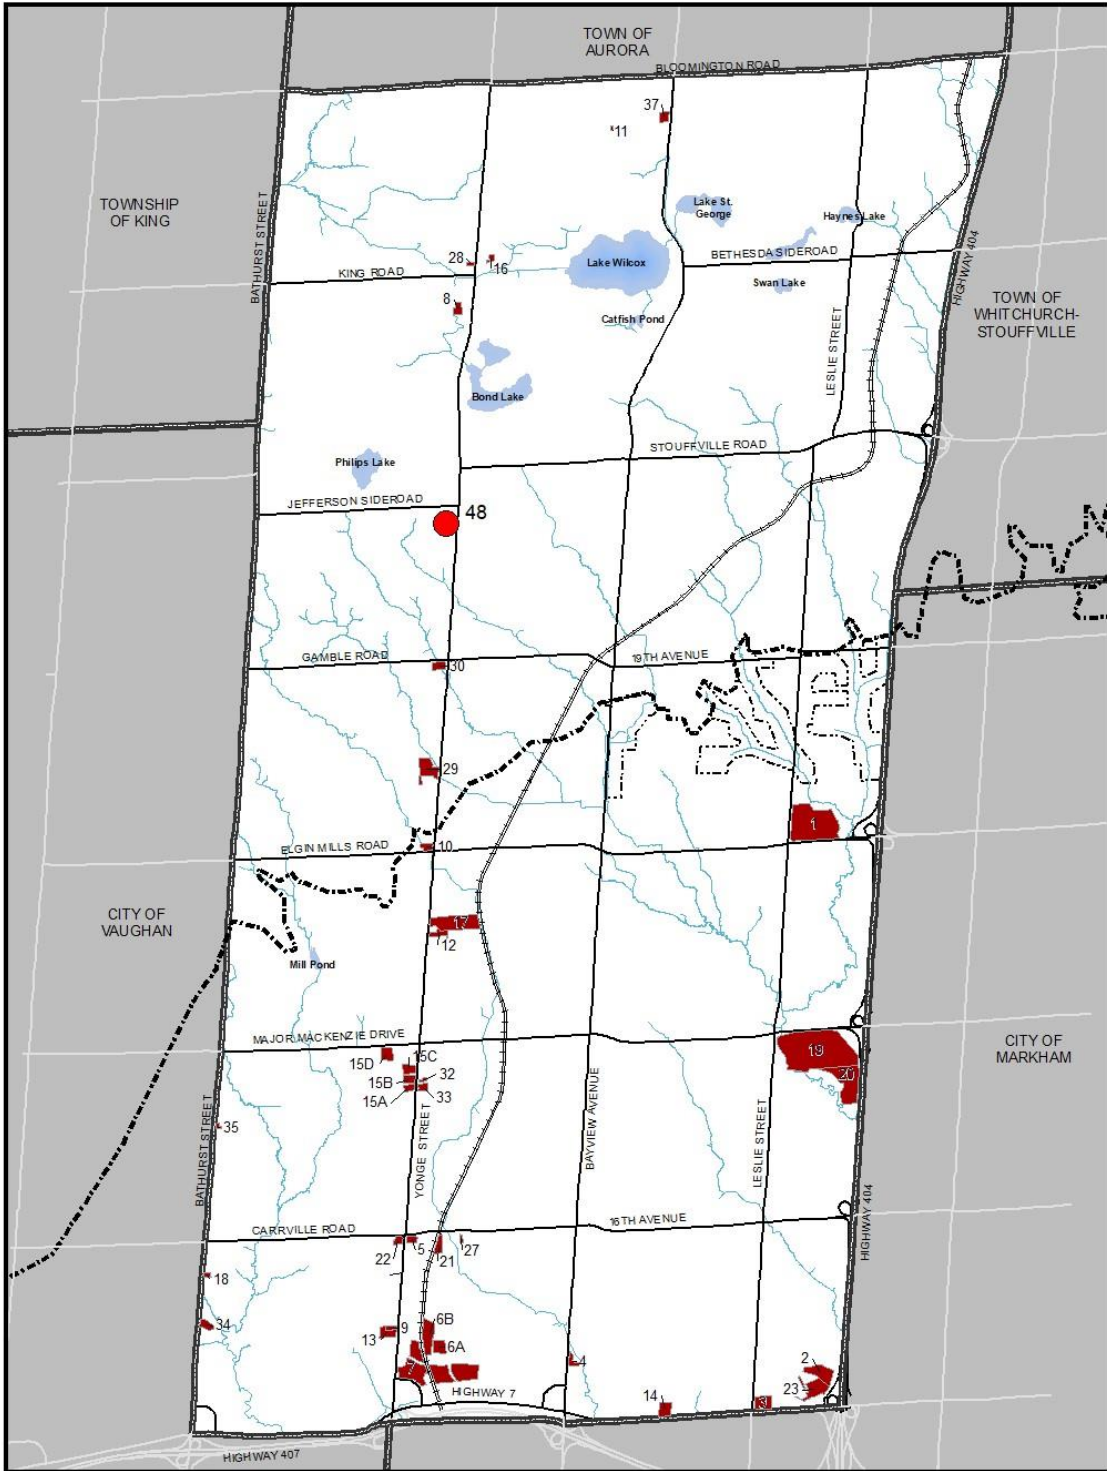 TOWN OF
AURORA
BLOOMINGTON ROAD
37
11
TOWNSHIP
OF KING
BATHURST STREET
Lake St.
George
Haynes Lake
28
16
KING ROAD
Lake Wilcox
BETHESDA SIDEROAD
Swan Lake
HIGHWAY 404
TOWN OF
WHITCHURCH-
STOUFFVILLE
8
Catfish Pond
LESLIE STREET
Bond Lake
STOUFFVILLE ROAD
Philips Lake
JEFFERSON SIDEROAD
48
GAMBLE ROAD
30
19TH AVENUE
29
1
ELGIN MILLS ROAD
10
CITY OF
VAUGHAN
17
12
Mill Pond
MAJOR MACKENZIE DRIVE
CITY OF
MARKHAM
19
20
15D
15C
15B
32
15A
33
YONGE STREET
BAYVIEW AVENUE
LESLIE STREET
BATHURST STREET
35
HIGHWAY 404
CARRVILLE ROAD
16TH AVENUE
22
5
21
27
18
34
9
6B
13
6A
7
4
2
23
HIGHWAY 7
14
3
HIGHWAY 407